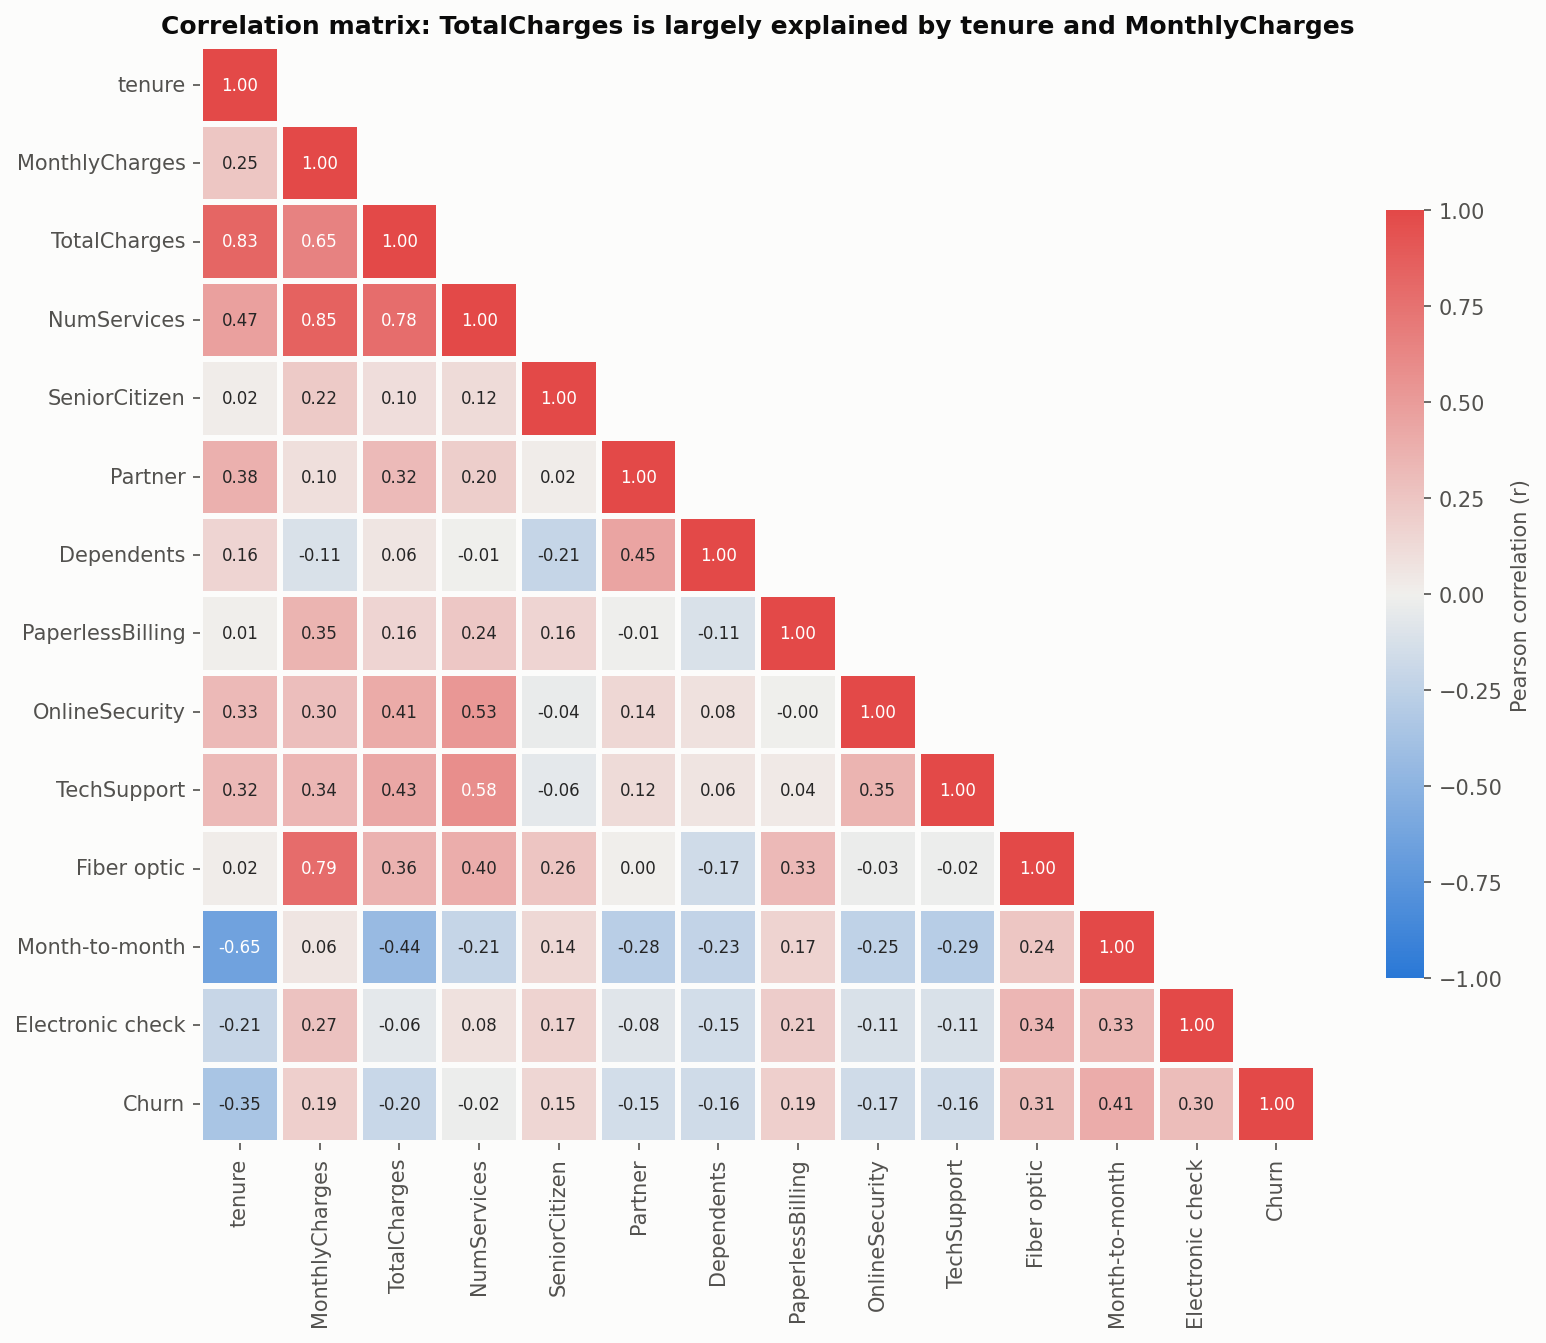 Correlation matrix: TotalCharges is largely explained by tenure and MonthlyCharges
tenure 1.00
MonthlyCharges 0.25 1.00
TotalCharges 0.83 0.65 1.00
NumServices 0.47 0.85 0.78 1.00
SeniorCitizen 0.02 0.22 0.10 0.12 1.00
Partner 0.38 0.10 0.32 0.20 0.02 1.00
Dependents 0.16 -0.11 0.06 -0.01 -0.21 0.45 1.00
PaperlessBilling 0.01 0.35 0.16 0.24 0.16 -0.01 -0.11 1.00
OnlineSecurity 0.33 0.30 0.41 0.53 -0.04 0.14 0.08 -0.00 1.00
TechSupport 0.32 0.34 0.43 0.58 -0.06 0.12 0.06 0.04 0.35 1.00
Fiber optic 0.02 0.79 0.36 0.40 0.26 0.00 -0.17 0.33 -0.03 -0.02 1.00
Month-to-month -0.65 0.06 -0.44 -0.21 0.14 -0.28 -0.23 0.17 -0.25 -0.29 0.24 1.00
Electronic check -0.21 0.27 -0.06 0.08 0.17 -0.08 -0.15 0.21 -0.11 -0.11 0.34 0.33 1.00
Churn -0.35 0.19 -0.20 -0.02 0.15 -0.15 -0.16 0.19 -0.17 -0.16 0.31 0.41 0.30 1.00
tenure
MonthlyCharges
TotalCharges
NumServices
SeniorCitizen
Partner
Dependents
PaperlessBilling
OnlineSecurity
TechSupport
Fiber optic
Month-to-month
Electronic check
Churn
1.00
0.75
0.50
0.25
0.00
−0.25
−0.50
−0.75
−1.00
Pearson correlation (r)